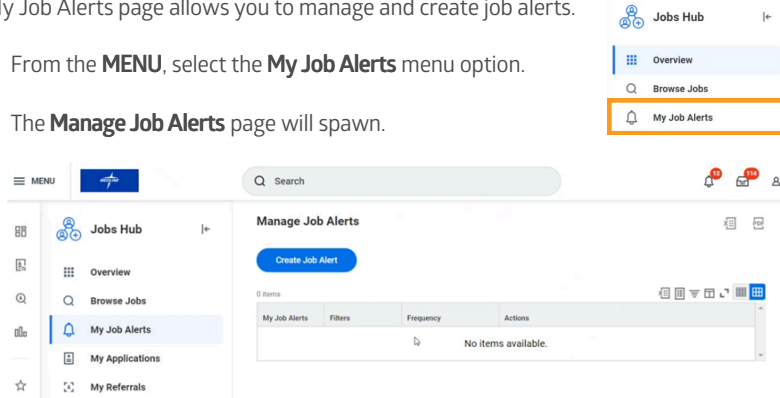 My Job Alerts page allows you to manage and create job alerts.
Jobs Hub
From the MENU, select the My Job Alerts menu option.
Overview
Browse Jobs
The Manage Job Alerts page will spawn.
My Job Alerts
MENU
Search
12
114
Jobs Hub
Manage Job Alerts
PDF
Create Job Alert
Overview
0 items
Browse Jobs
My Job Alerts Filters Frequency Actions
My Job Alerts
No items available.
My Applications
My Referrals